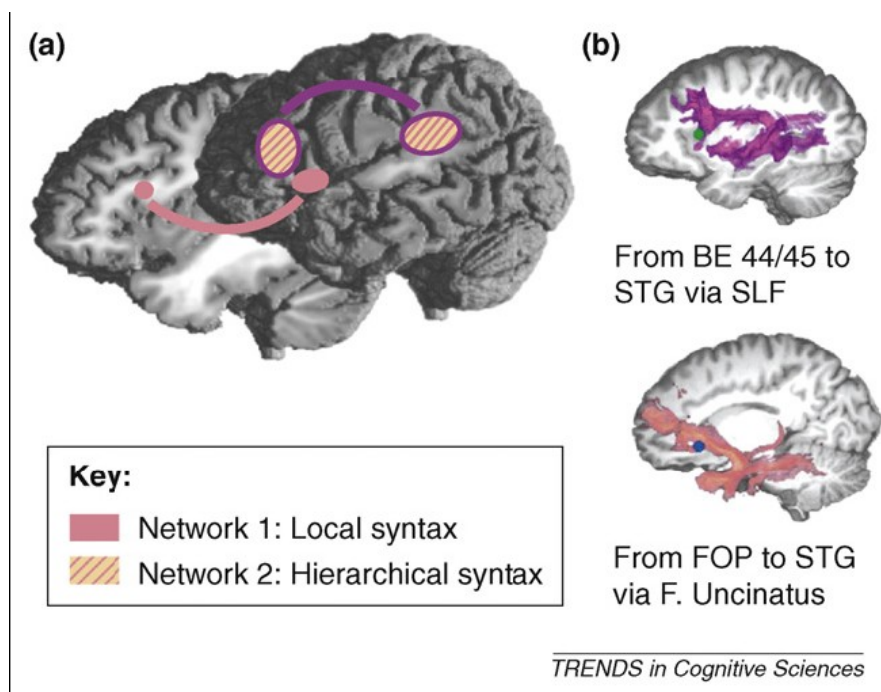 (a)
(b)
From BE 44/45 to
STG via SLF
Key:
Network 1: Local syntax
Network 2: Hierarchical syntax
From FOP to STG
via F. Uncinatus
TRENDS in Cognitive Sciences